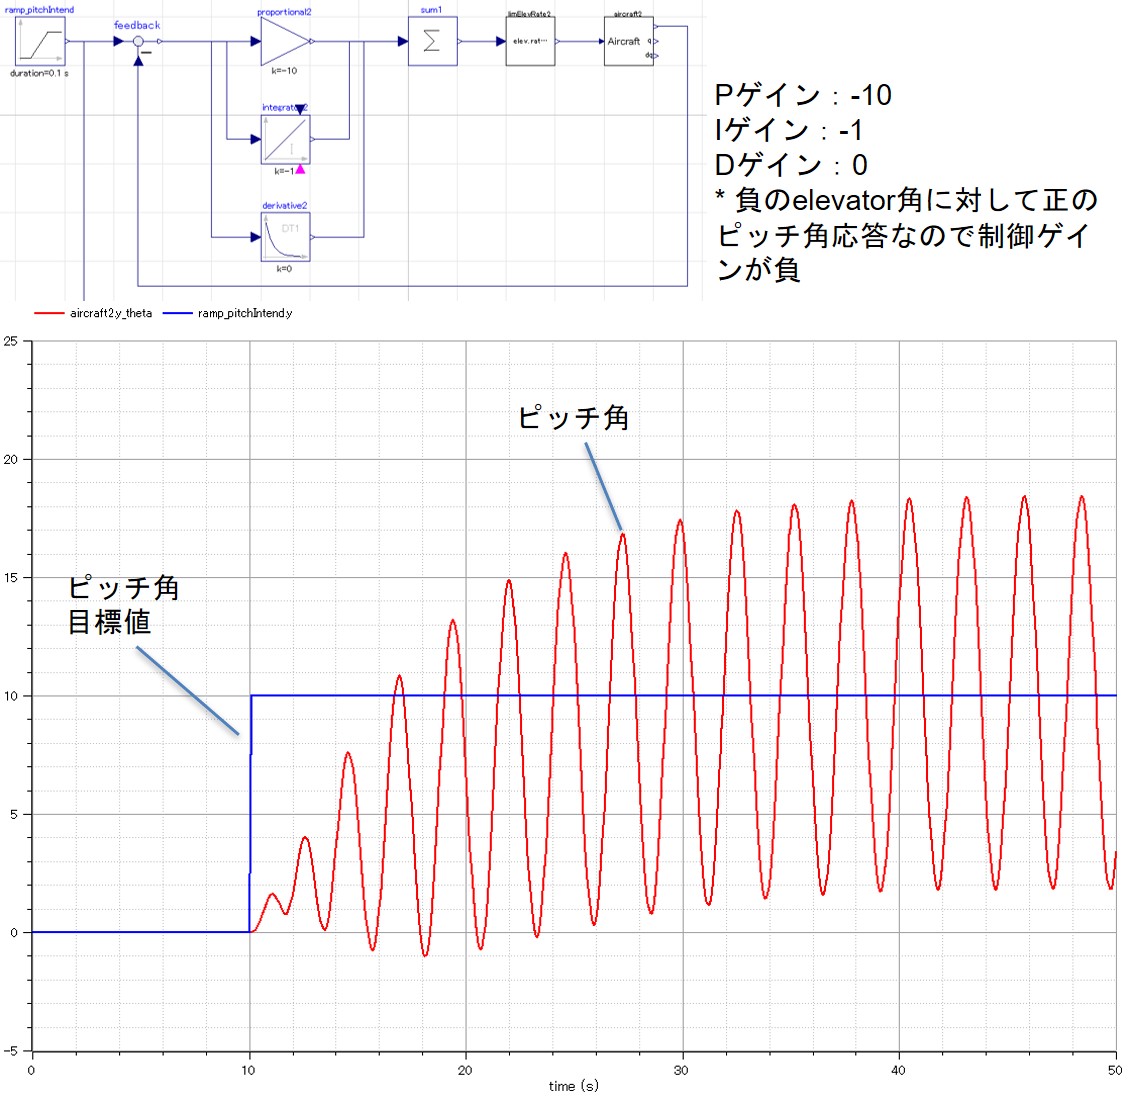 ramp_pitchIntend
duration=0.1 s
feedback
proportional2
k=-10
k=-1
derivative2
DT1
k=0
sum1
Σ
limElevRate2
elev.rat…
aircraft2
Aircraft
q
dq
Pゲイン：-10
Iゲイン：-1
Dゲイン：0
* 負のelevator角に対して正の
ピッチ角応答なので制御ゲイ
ンが負
aircraft2.y_theta
ramp_pitchIntend.y
25
20
15
10
5
0
-5
ピッチ角
ピッチ角
目標値
0
10
20
30
40
50
time (s)